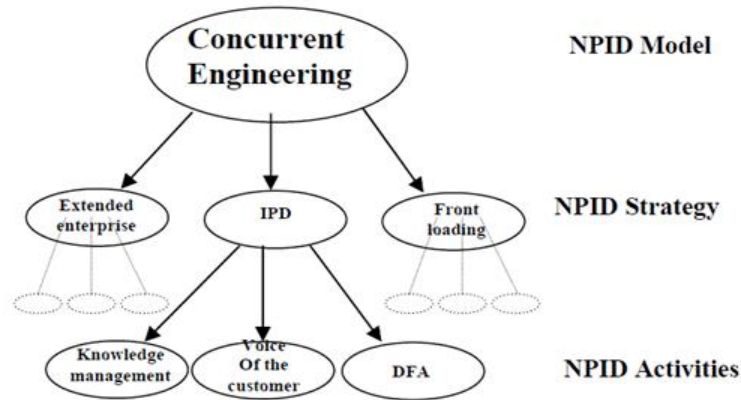 Concurrent
Engineering
NPID Model
Extended
enterprise
IPD
Front
loading
NPID Strategy
Knowledge
management
Voice
Of the
customer
DFA
NPID Activities